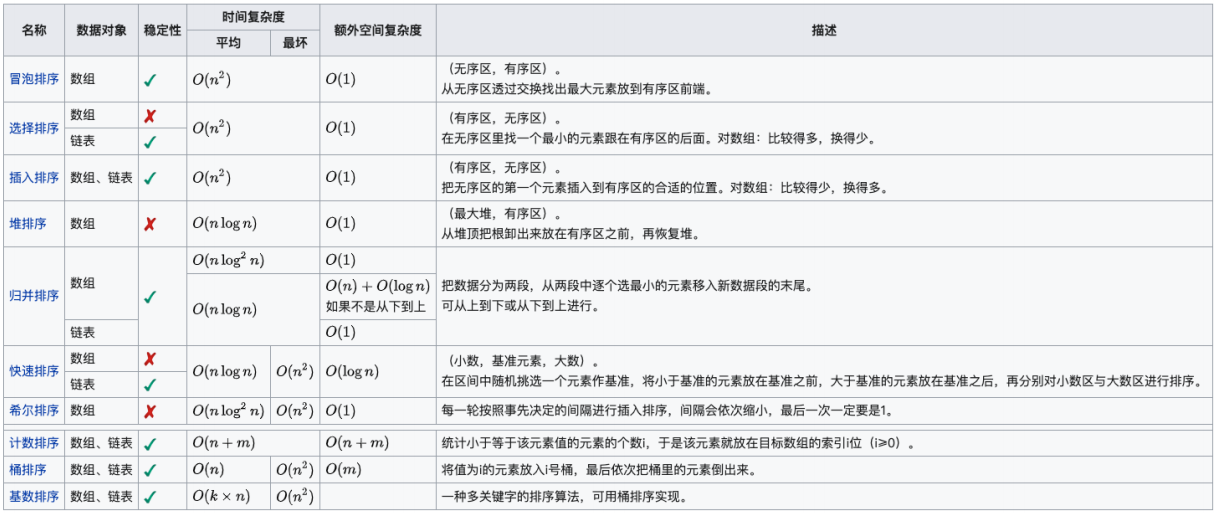 名称 数据对象 稳定性 时间复杂度 额外空间复杂度 描述
平均 最坏
冒泡排序 数组 ✓ O(n²) O(1) （无序区，有序区）。
从无序区透过交换找出最大元素放到有序区前端。
选择排序 数组 ✗ O(n²) O(1) （有序区，无序区）。
链表 ✓ 在无序区里找一个最小的元素跟在有序区的后面。对数组：比较得多，换得少。
插入排序 数组、链表 ✓ O(n²) O(1) （有序区，无序区）。
把无序区的第一个元素插入到有序区的合适的位置。对数组：比较得少，换得多。
堆排序 数组 ✗ O(n log n) O(1) （最大堆，有序区）。
从堆顶把根卸出来放在有序区之前，再恢复堆。
归并排序 数组 ✓ O(n log² n) O(1)
O(n log n) O(n) + O(log n) 把数据分为两段，从两段中逐个选最小的元素移入新数据段的末尾。
如果不是从下到上 可从上到下或从下到上进行。
链表 O(1)
快速排序 数组 ✗ O(n log n) O(n²) O(log n) （小数，基准元素，大数）。
链表 ✓ 在区间中随机挑选一个元素作基准，将小于基准的元素放在基准之前，大于基准的元素放在基准之后，再分别对小数区与大数区进行排序。
希尔排序 数组 ✗ O(n log² n) O(n²) O(1) 每一轮按照事先决定的间隔进行插入排序，间隔会依次缩小，最后一次一定要是1。
计数排序 数组、链表 ✓ O(n + m) O(n + m) 统计小于等于该元素值的元素的个数i，于是该元素就放在目标数组的索引i位（i≥0）。
桶排序 数组、链表 ✓ O(n) O(n²) O(m) 将值为i的元素放入i号桶，最后依次把桶里的元素倒出来。
基数排序 数组、链表 ✓ O(k × n) O(n²) 一种多关键字的排序算法，可用桶排序实现。